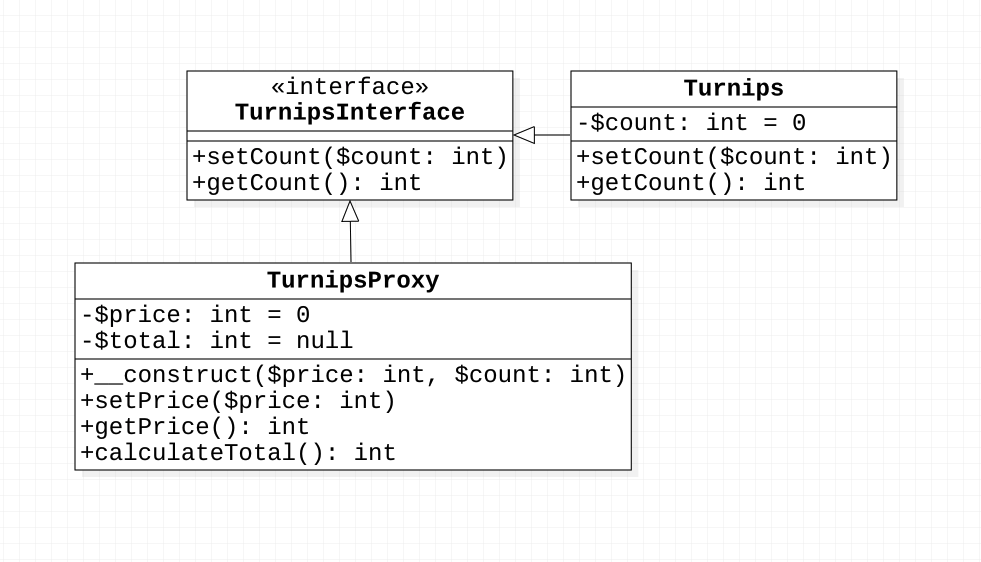 «interface»
TurnipsInterface
+setCount($count: int)
+getCount(): int
Turnips
-$count: int = 0
+setCount($count: int)
+getCount(): int
TurnipsProxy
-$price: int = 0
-$total: int = null
+__construct($price: int, $count: int)
+setPrice($price: int)
+getPrice(): int
+calculateTotal(): int